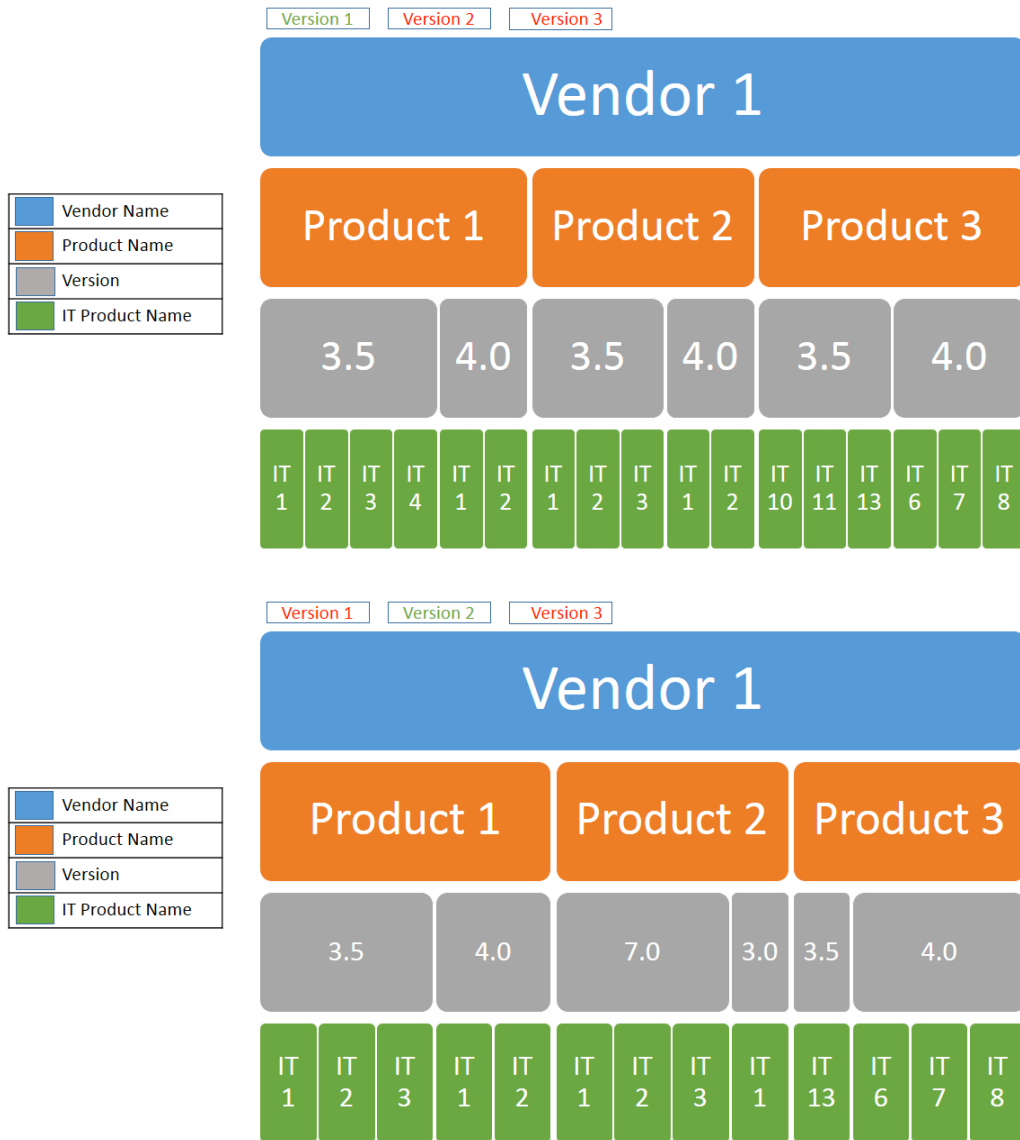 Version 1 Version 2 Version 3
Vendor 1
Vendor Name
Product Name
Version
IT Product Name
Product 1 Product 2 Product 3
3.5 4.0 3.5 4.0 3.5 4.0
IT IT IT IT IT IT IT IT IT IT IT IT IT IT IT IT IT
1 2 3 4 1 2 1 2 3 1 2 10 11 13 6 7 8
Version 1 Version 2 Version 3
Vendor 1
Vendor Name
Product Name
Version
IT Product Name
Product 1 Product 2 Product 3
3.5 4.0 7.0 3.0 3.5 4.0
IT IT IT IT IT IT IT IT IT IT IT IT IT
1 2 3 1 2 1 2 3 1 13 6 7 8